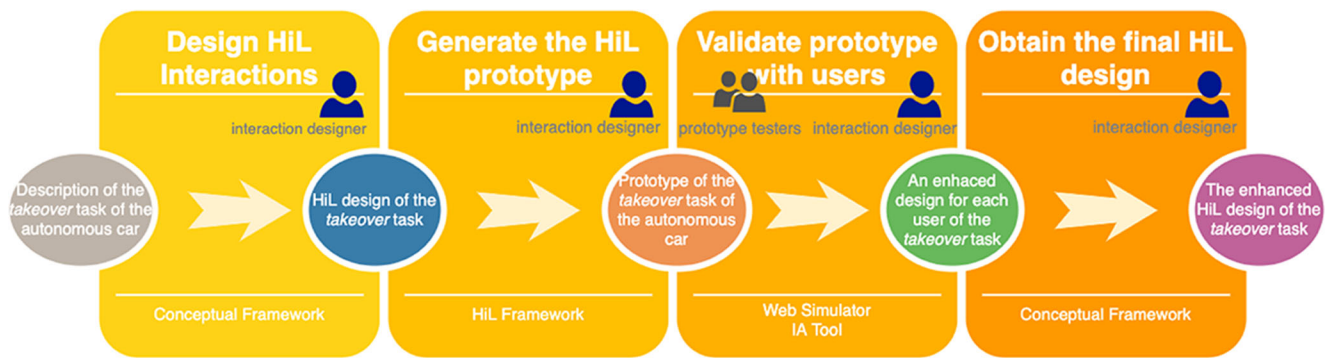 Design HiL
Interactions
interaction designer
Generate the HiL
prototype
interaction designer
Validate prototype
with users
prototype testers
interaction designer
Obtain the final HiL
design
interaction designer
Description of the
takeover task of the
autonomous car
HiL design of the
takeover task
Prototype of the
takeover task of
the autonomous
car
An enhaced
design for each
user of the
takeover task
The enhanced
HiL design of the
takeover task
Conceptual Framework
HiL Framework
Web Simulator
IA Tool
Conceptual Framework